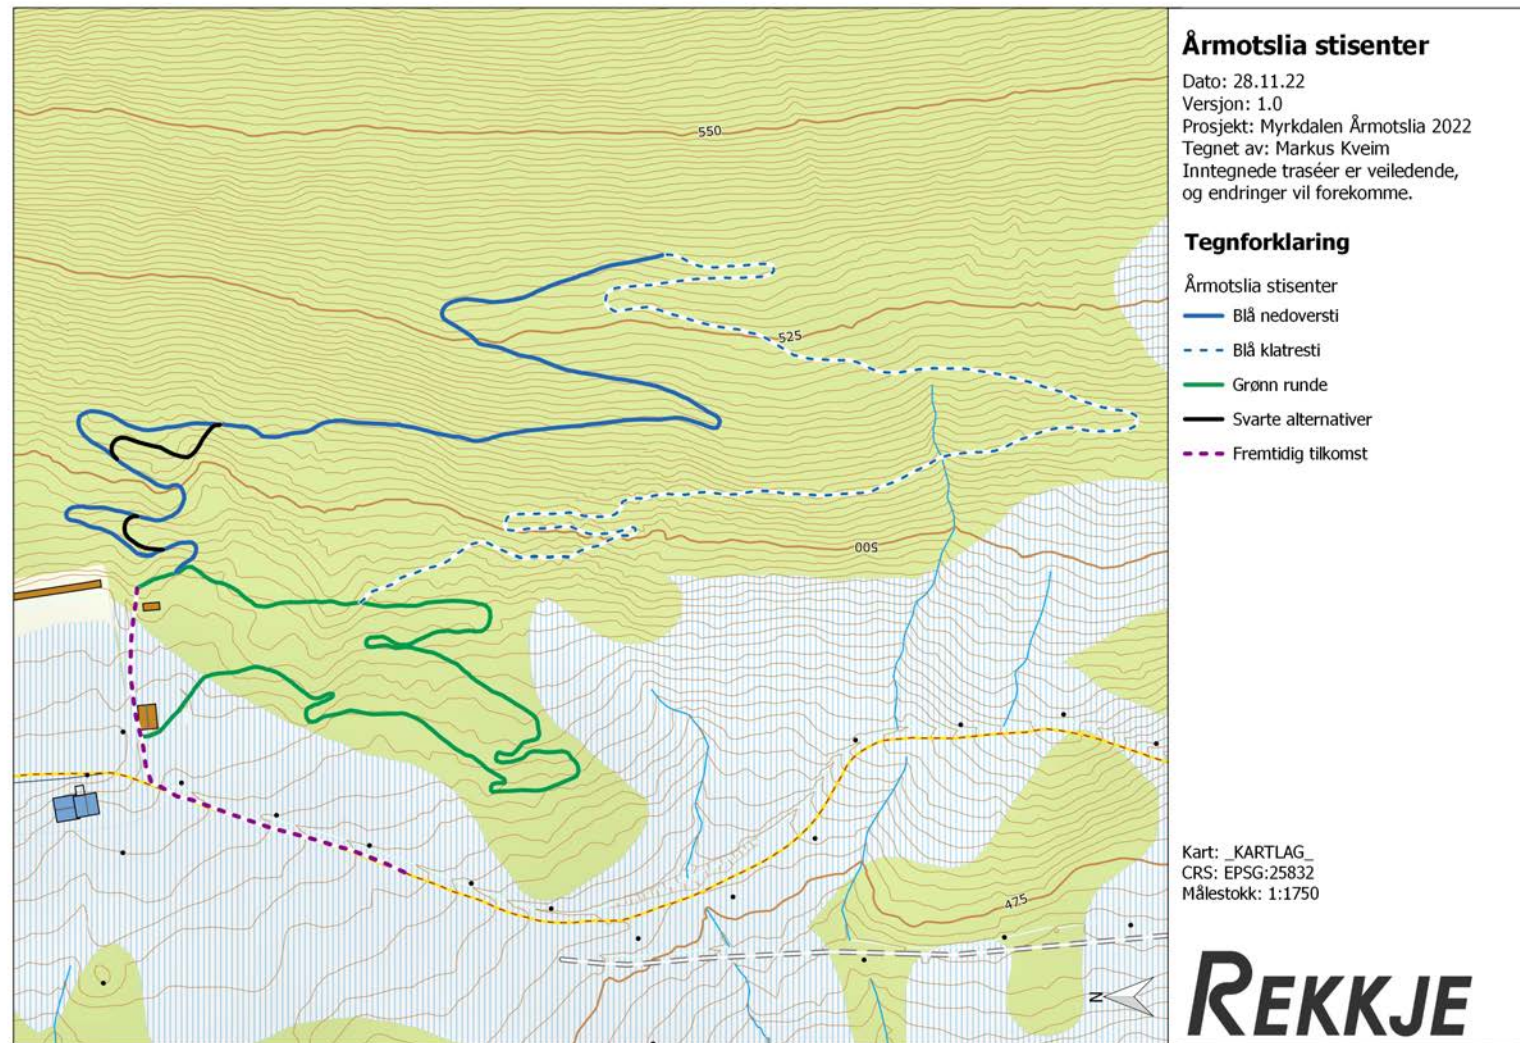 Årmotslia stisenter
Dato: 28.11.22
Versjon: 1.0
Prosjekt: Myrkdalen Årmotslia 2022
Tegnet av: Markus Kveim
Inntegnede traséer er veiledende,
og endringer vil forekomme.
Tegnforklaring
Årmotslia stisenter
Blå nedoversti
Blå klatresti
Grønn runde
Svarte alternativer
Fremtidig tilkomst
550
525
500
475
N
Kart: _KARTLAG_
CRS: EPSG:25832
Målestokk: 1:1750
REKKJE